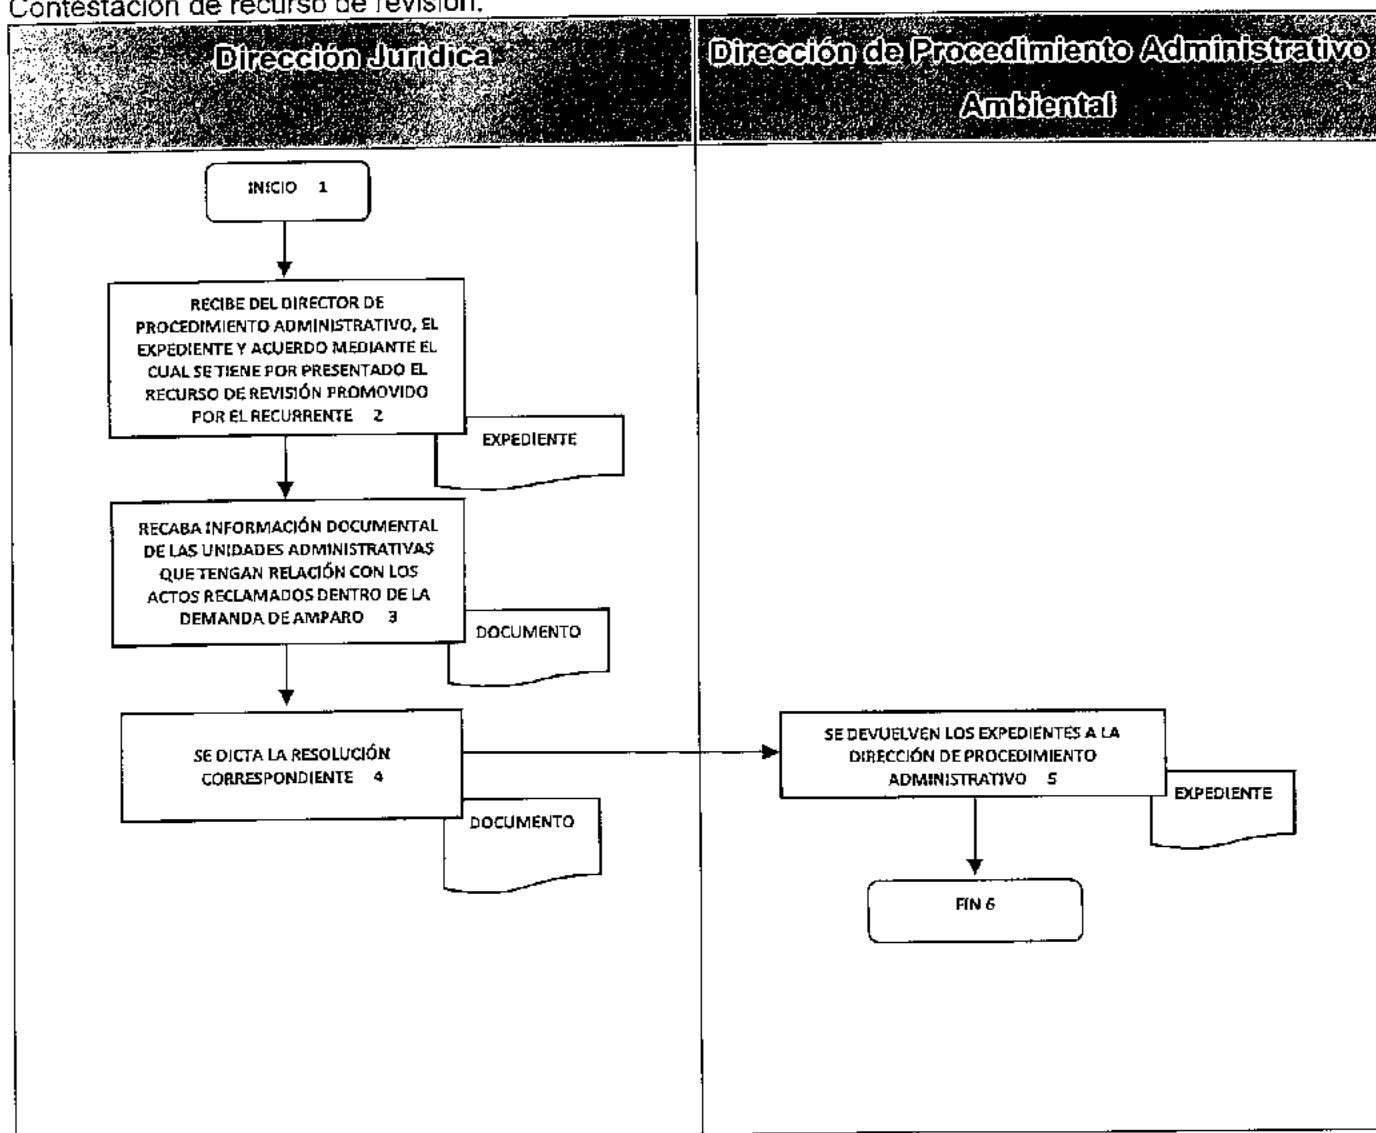 Contestación de recurso de revisión.
Dirección Jurídica
Dirección de Procedimiento Administrativo
Ambiental
INICIO 1
RECIBE DEL DIRECTOR DE
PROCEDIMIENTO ADMINISTRATIVO, EL
EXPEDIENTE Y ACUERDO MEDIANTE EL
CUAL SE TIENE POR PRESENTADO EL
RECURSO DE REVISIÓN PROMOVIDO
POR EL RECURRENTE 2
EXPEDIENTE
RECABA INFORMACIÓN DOCUMENTAL
DE LAS UNIDADES ADMINISTRATIVAS
QUE TENGAN RELACIÓN CON LOS
ACTOS RECLAMADOS DENTRO DE LA
DEMANDA DE AMPARO 3
DOCUMENTO
SE DICTA LA RESOLUCIÓN
CORRESPONDIENTE 4
DOCUMENTO
SE DEVUELVEN LOS EXPEDIENTES A LA
DIRECCIÓN DE PROCEDIMIENTO
ADMINISTRATIVO 5
EXPEDIENTE
FIN 6